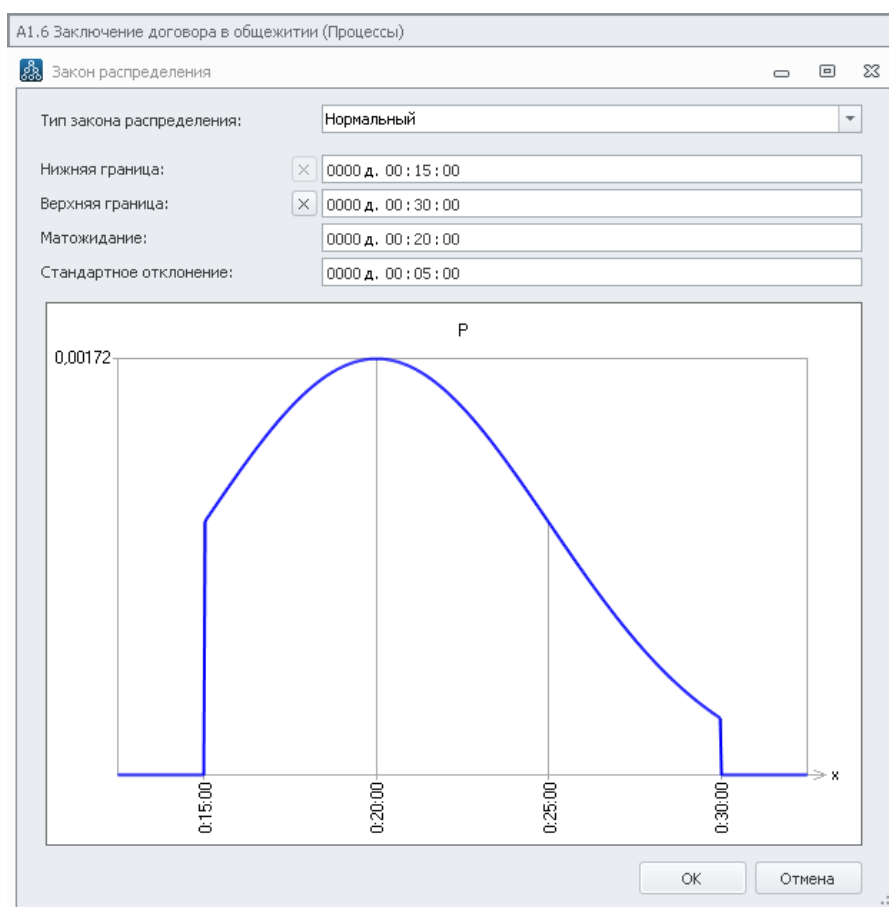 А1.6 Заключение договора в общежитии (Процессы)
Закон распределения
Тип закона распределения: Нормальный
Нижняя граница: 0000 д. 00 : 15 : 00
Верхняя граница: 0000 д. 00 : 30 : 00
Матожидание: 0000 д. 00 : 20 : 00
Стандартное отклонение: 0000 д. 00 : 05 : 00
P
0,00172
x
0:15:00 0:20:00 0:25:00 0:30:00
ОК Отмена